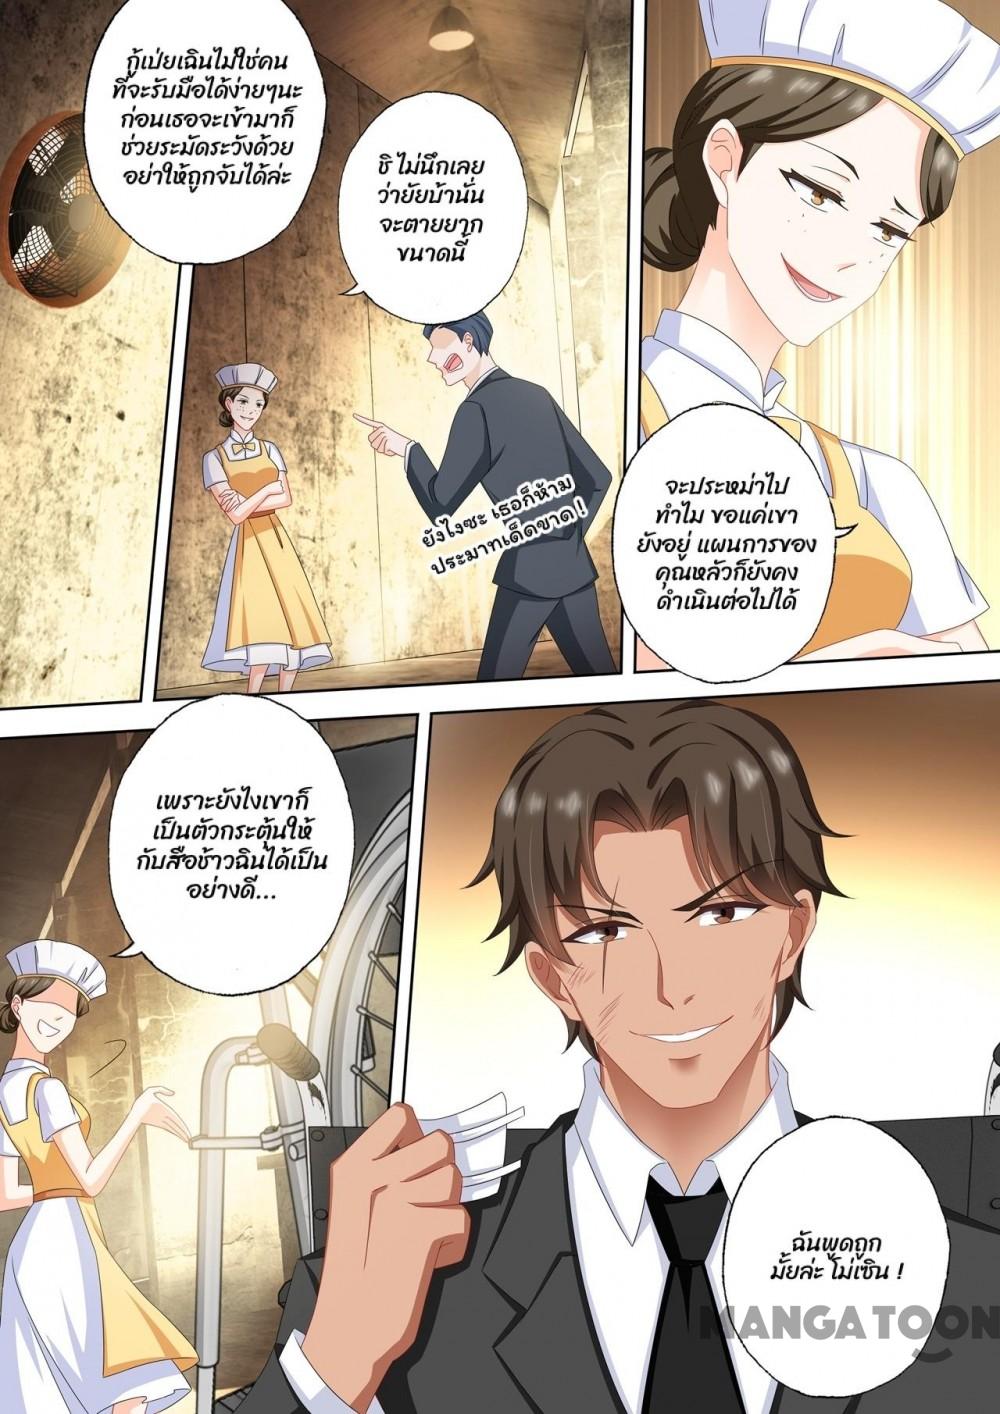 กู้เป่ยเฉินไม่ใช่คน
ที่จะรับมือได้ง่ายๆนะ
ก่อนเธอจะเข้ามาก็
ช่วยระมัดระวังด้วย
อย่าให้ถูกจับได้ล่ะ
ชิ ไม่นึกเลย
ว่ายัยบ้านั่น
จะตายยาก
ขนาดนี้
ยังไงซะ เธอก็ห้าม
ประมาทเด็ดขาด !
จะประหม่าไป
ทำไม ขอแค่เขา
ยังอยู่ แผนการของ
คุณหลัวก็ยังคง
ดำเนินต่อไปได้
เพราะยังไงเขาก็
เป็นตัวกระตุ้นให้
กับสือช้าวฉินได้เป็น
อย่างดี...
ฉันพูดถูก
มั้ยล่ะ โม่เซิน !
MANGATOON